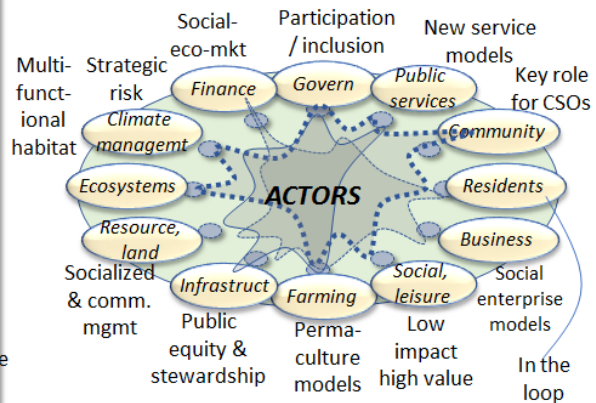 Social-
eco-mkt
Participation
/ inclusion
New service
models
Multi-
funct-
ional
habitat
Strategic
risk
Key role
for CSOs
Finance
Govern
Public
services
Climate
managemt
Community
Ecosystems
ACTORS
Residents
Resource,
land
Business
Infrastruct
Farming
Social,
leisure
Socialized
& comm.
mgmt
Public
equity &
stewardship
Perma-
culture
models
Low
impact
high value
Social
enterprise
models
In the
loop
e